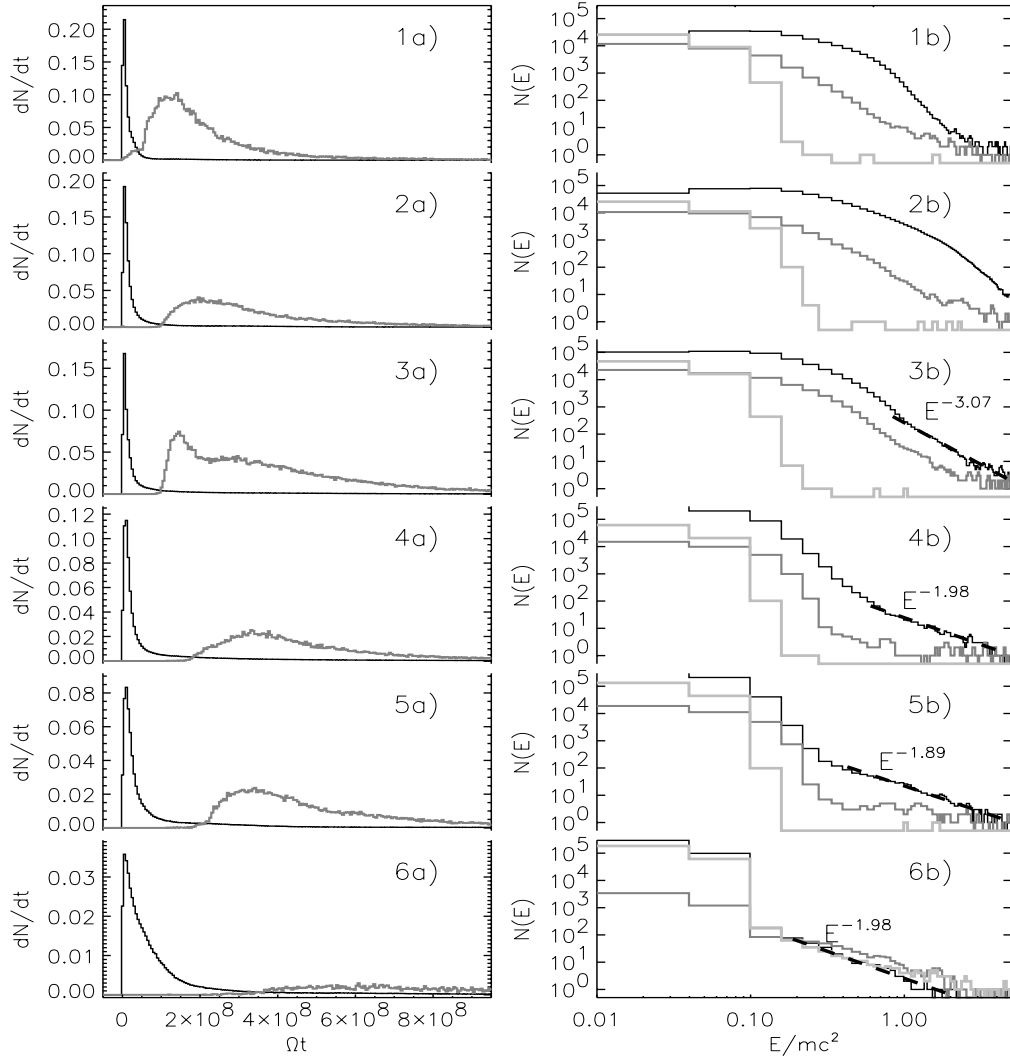 dN/dt
0.20
0.15
0.10
0.05
0.00
1a)
N(E)
10^5
10^4
10^3
10^2
10^1
10^0
1b)
dN/dt
0.20
0.15
0.10
0.05
0.00
2a)
N(E)
10^5
10^4
10^3
10^2
10^1
10^0
2b)
dN/dt
0.15
0.10
0.05
0.00
3a)
N(E)
10^5
10^4
10^3
10^2
10^1
10^0
3b)
E^-3.07
dN/dt
0.12
0.10
0.08
0.06
0.04
0.02
0.00
4a)
N(E)
10^5
10^4
10^3
10^2
10^1
10^0
4b)
E^-1.98
dN/dt
0.08
0.06
0.04
0.02
0.00
5a)
N(E)
10^5
10^4
10^3
10^2
10^1
10^0
5b)
E^-1.89
dN/dt
0.03
0.02
0.01
0.00
6a)
0 2×10^8 4×10^8 6×10^8 8×10^8
Ωt
N(E)
10^5
10^4
10^3
10^2
10^1
10^0
6b)
E^-1.98
0.01 0.10 1.00
E/mc²